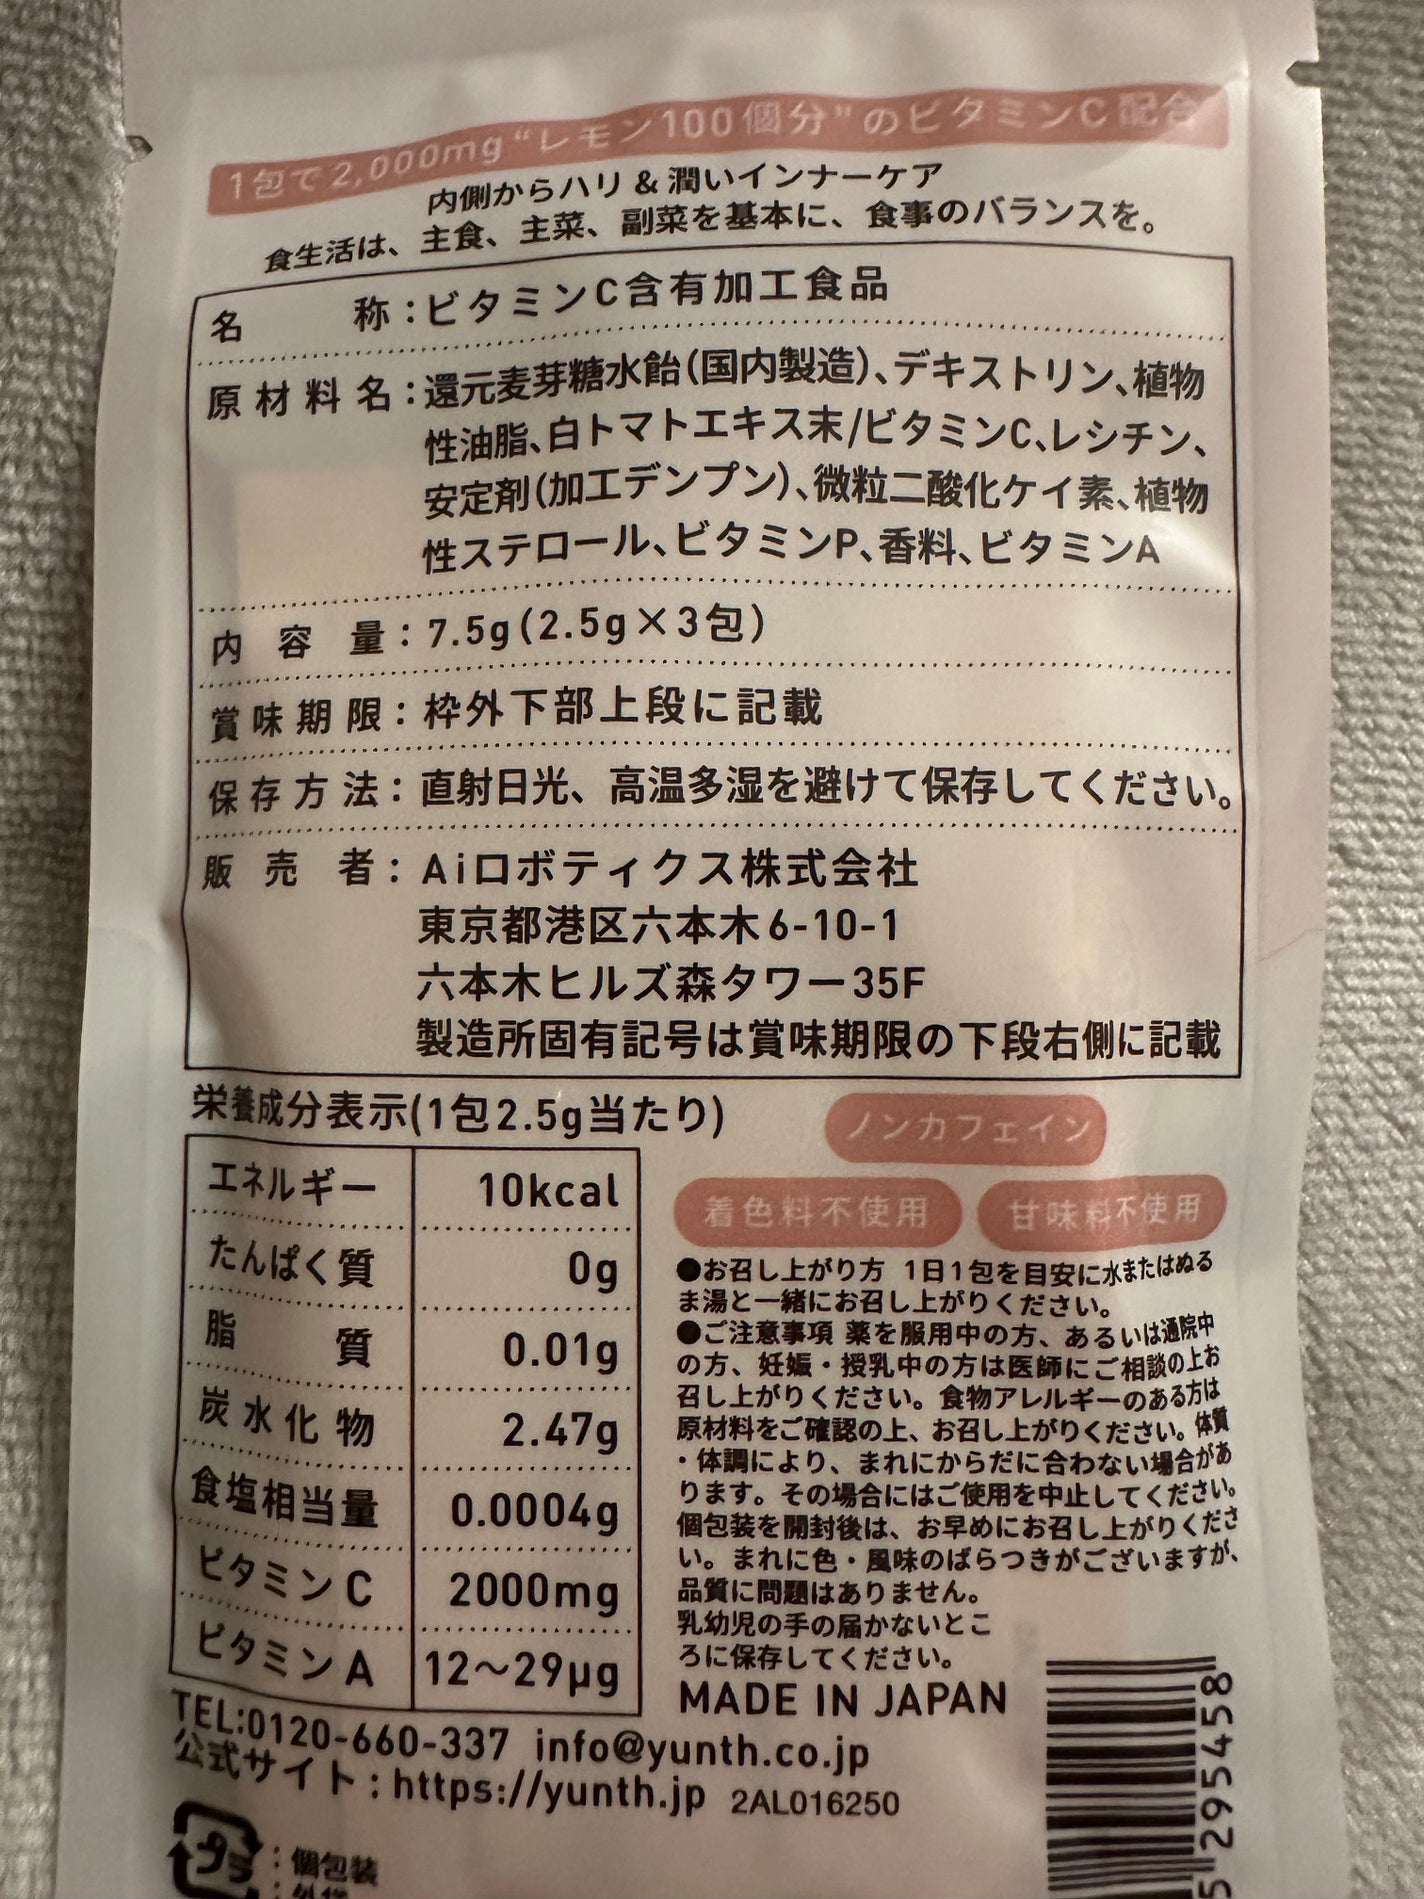 1包で2,000mg“レモン100個分”のビタミンC配合
内側からハリ&潤いインナーケア
食生活は、主食、主菜、副菜を基本に、食事のバランスを。
名 称:ビタミンC含有加工食品
原材料名:還元麦芽糖水飴(国内製造)、デキストリン、植物
性油脂、白トマトエキス末/ビタミンC、レシチン、
安定剤(加工デンプン)、微粒二酸化ケイ素、植物
性ステロール、ビタミンP、香料、ビタミンA
内容量:7.5g(2.5g×3包)
賞味期限:枠外下部上段に記載
保存方法:直射日光、高温多湿を避けて保存してください。
販売者:Aiロボティクス株式会社
東京都港区六本木6-10-1
六本木ヒルズ森タワー35F
製造所固有記号は賞味期限の下段右側に記載
栄養成分表示(1包2.5g当たり)
エネルギー 10kcal
たんぱく質 0g
脂質 0.01g
炭水化物 2.47g
食塩相当量 0.0004g
ビタミンC 2000mg
ビタミンA 12〜29μg
ノンカフェイン
着色料不使用 甘味料不使用
●お召し上がり方 1日1包を目安に水またはぬる
ま湯と一緒にお召し上がりください。
●ご注意事項 薬を服用中の方、あるいは通院中
の方、妊娠・授乳中の方は医師にご相談の上お
召し上がりください。食物アレルギーのある方は
原材料をご確認の上、お召し上がりください。体質
・体調により、まれにからだに合わない場合があ
ります。その場合にはご使用を中止してください。
個包装を開封後は、お早めにお召し上がりくださ
い。まれに色・風味のばらつきがございますが、
品質に問題はありません。
乳幼児の手の届かないとこ
ろに保存してください。
MADE IN JAPAN
TEL:0120-660-337 info@yunth.co.jp
公式サイト:https://yunth.jp 2AL016250
プラ
:個包装
5 295458